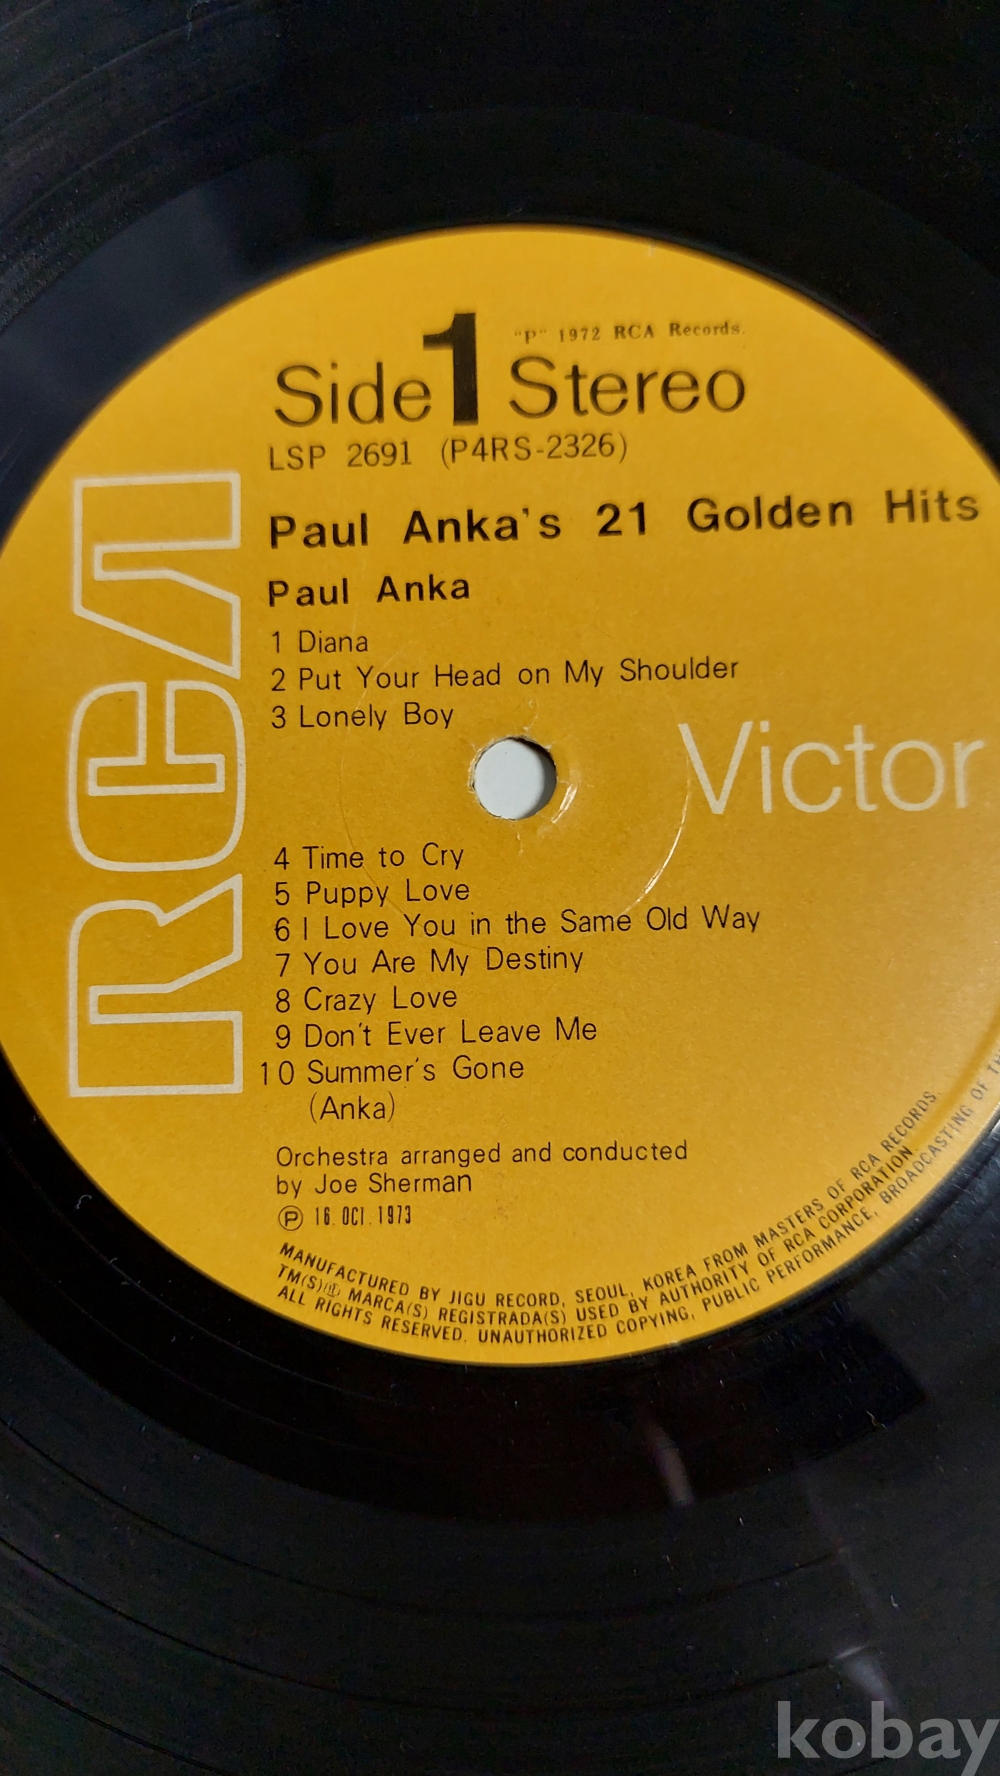 "P" 1972 RCA Records.
Side 1 Stereo
LSP 2691 (P4RS-2326)
Paul Anka's 21 Golden Hits
Paul Anka
1 Diana
2 Put Your Head on My Shoulder
3 Lonely Boy
RCA
Victor
4 Time to Cry
5 Puppy Love
6 I Love You in the Same Old Way
7 You Are My Destiny
8 Crazy Love
9 Don't Ever Leave Me
10 Summer's Gone
(Anka)
Orchestra arranged and conducted
by Joe Sherman
Ⓟ 16. OCT. 1973
MANUFACTURED BY JIGU RECORD, SEOUL, KOREA FROM MASTERS OF RCA RECORDS.
TM(S)® MARCA(S) REGISTRADA(S) USED BY AUTHORITY OF RCA CORPORATION.
ALL RIGHTS RESERVED. UNAUTHORIZED COPYING, PUBLIC PERFORMANCE, BROADCASTING OF
kobay